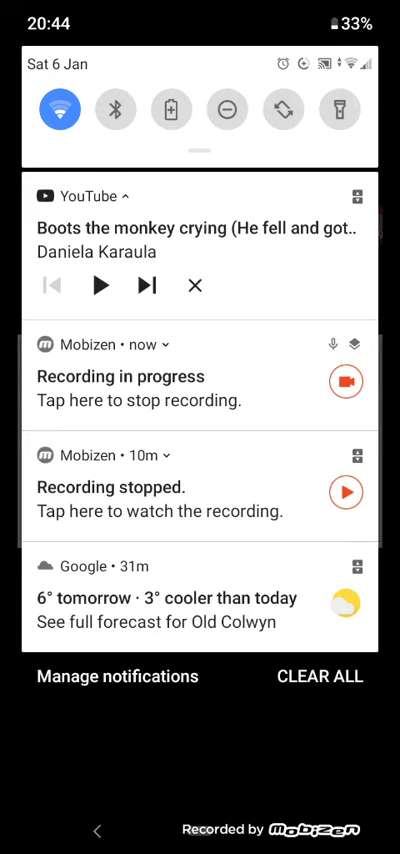 20:44
33%
Sat 6 Jan
YouTube
Boots the monkey crying (He fell and got..
Daniela Karaula
Mobizen • now
Recording in progress
Tap here to stop recording.
Mobizen • 10m
Recording stopped.
Tap here to watch the recording.
Google • 31m
6° tomorrow · 3° cooler than today
See full forecast for Old Colwyn
Manage notifications
CLEAR ALL
Recorded by mobizen